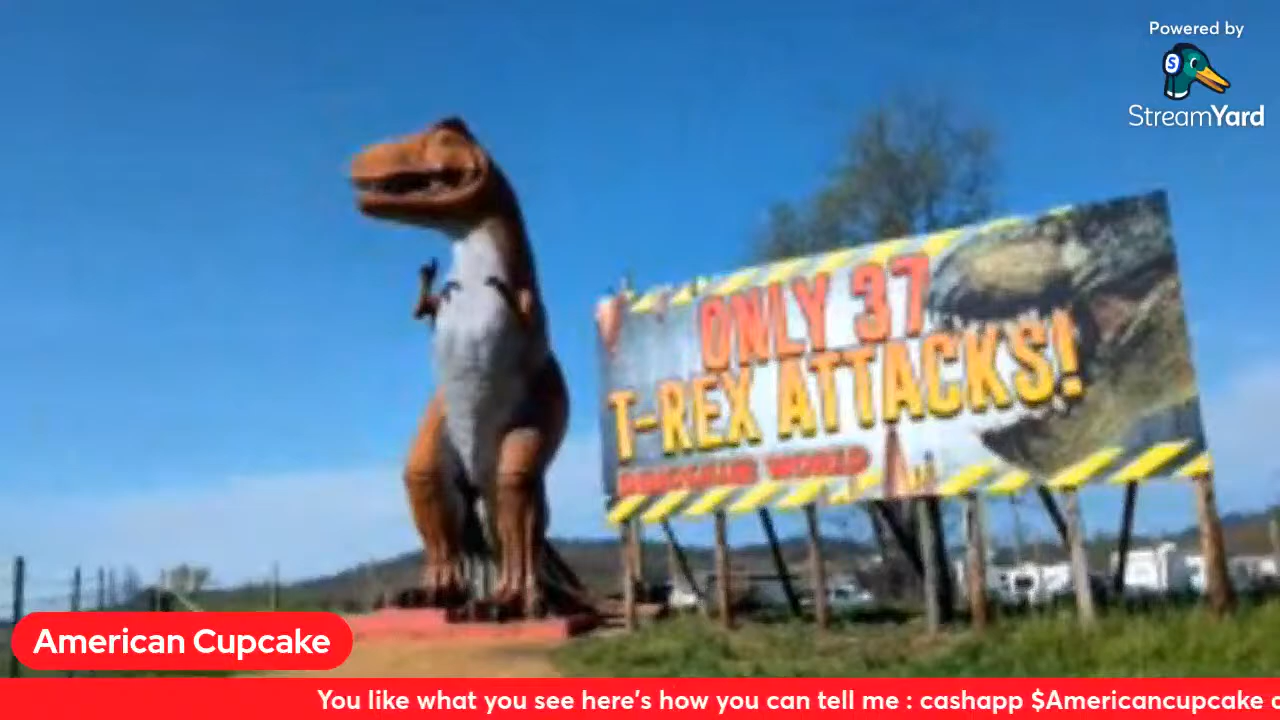 Powered by
StreamYard
ONLY 37
T-REX ATTACKS!
DINOSAUR WORLD
American Cupcake
You like what you see here's how you can tell me : cashapp $Americancupcake